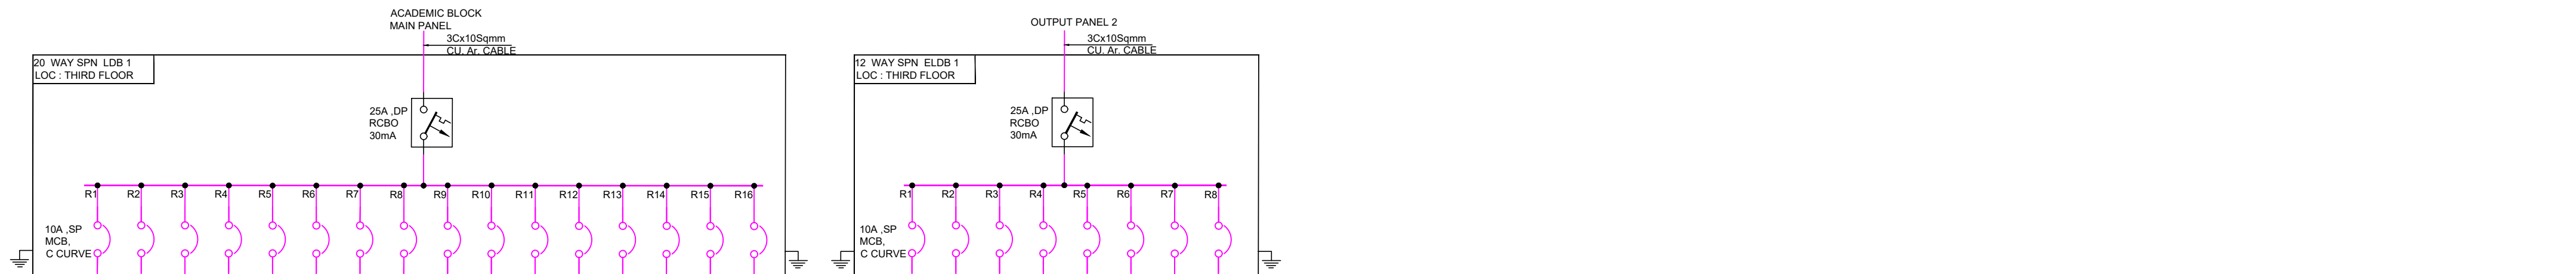 ACADEMIC BLOCK
MAIN PANEL
3Cx10Sqmm
CU. Ar. CABLE
20 WAY SPN LDB 1
LOC : THIRD FLOOR
25A ,DP
RCBO
30mA
R1 R2 R3 R4 R5 R6 R7 R8 R9 R10 R11 R12 R13 R14 R15 R16
10A ,SP
MCB,
C CURVE
OUTPUT PANEL 2
3Cx10Sqmm
CU. Ar. CABLE
12 WAY SPN ELDB 1
LOC : THIRD FLOOR
25A ,DP
RCBO
30mA
R1 R2 R3 R4 R5 R6 R7 R8
10A ,SP
MCB,
C CURVE